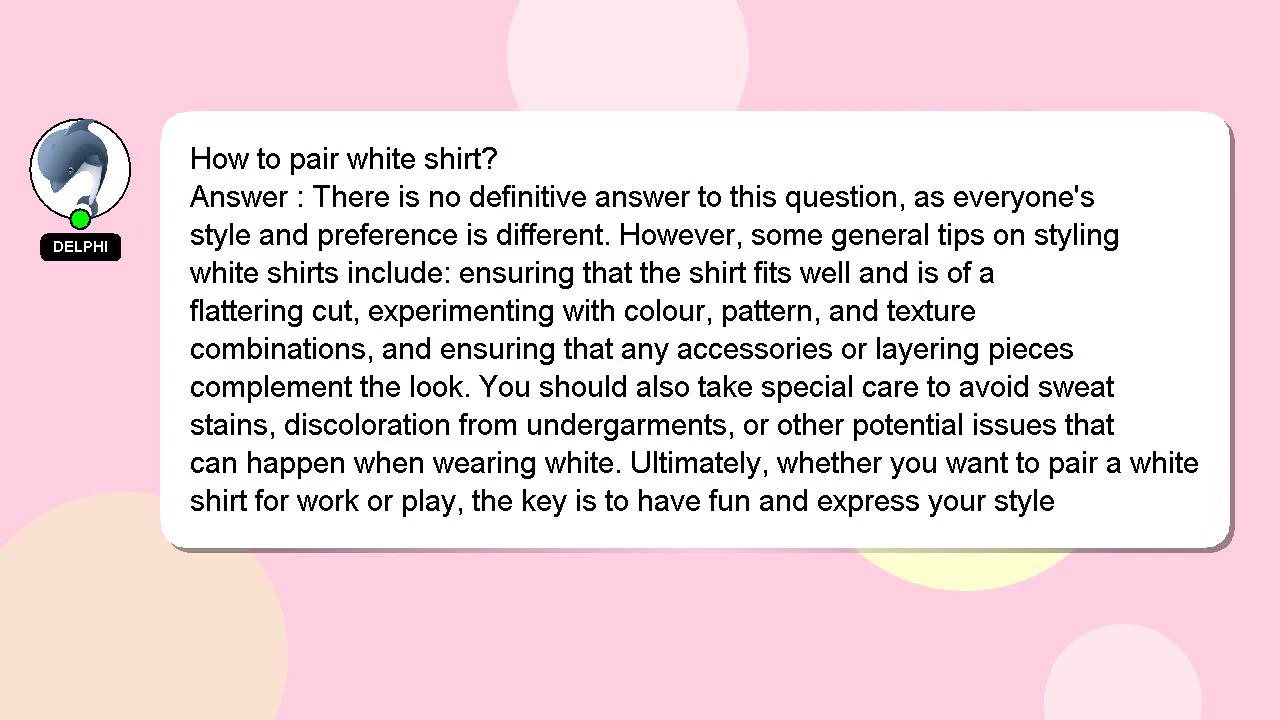 How to pair white shirt?
Answer : There is no definitive answer to this question, as everyone's
style and preference is different. However, some general tips on styling
white shirts include: ensuring that the shirt fits well and is of a
flattering cut, experimenting with colour, pattern, and texture
combinations, and ensuring that any accessories or layering pieces
complement the look. You should also take special care to avoid sweat
stains, discoloration from undergarments, or other potential issues that
can happen when wearing white. Ultimately, whether you want to pair a white
shirt for work or play, the key is to have fun and express your style
DELPHI